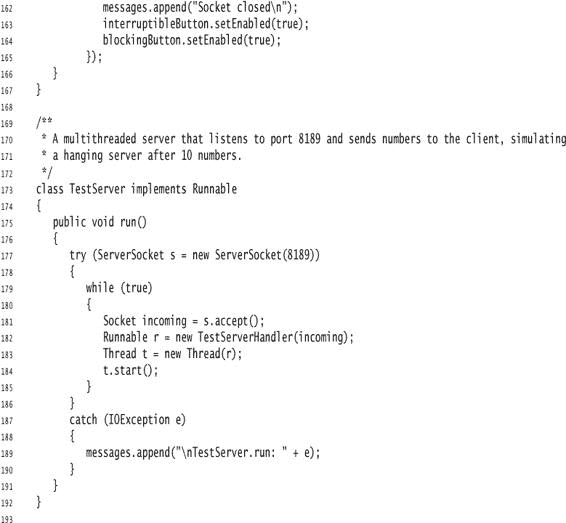 162 messages.append("Socket closed\n");
163 interruptibleButton.setEnabled(true);
164 blockingButton.setEnabled(true);
165 });
166 }
167 }
168
169 /**
170 * A multithreaded server that listens to port 8189 and sends numbers to the client, simulating
171 * a hanging server after 10 numbers.
172 */
173 class TestServer implements Runnable
174 {
175 public void run()
176 {
177 try (ServerSocket s = new ServerSocket(8189))
178 {
179 while (true)
180 {
181 Socket incoming = s.accept();
182 Runnable r = new TestServerHandler(incoming);
183 Thread t = new Thread(r);
184 t.start();
185 }
186 }
187 catch (IOException e)
188 {
189 messages.append("\nTestServer.run: " + e);
190 }
191 }
192 }
193